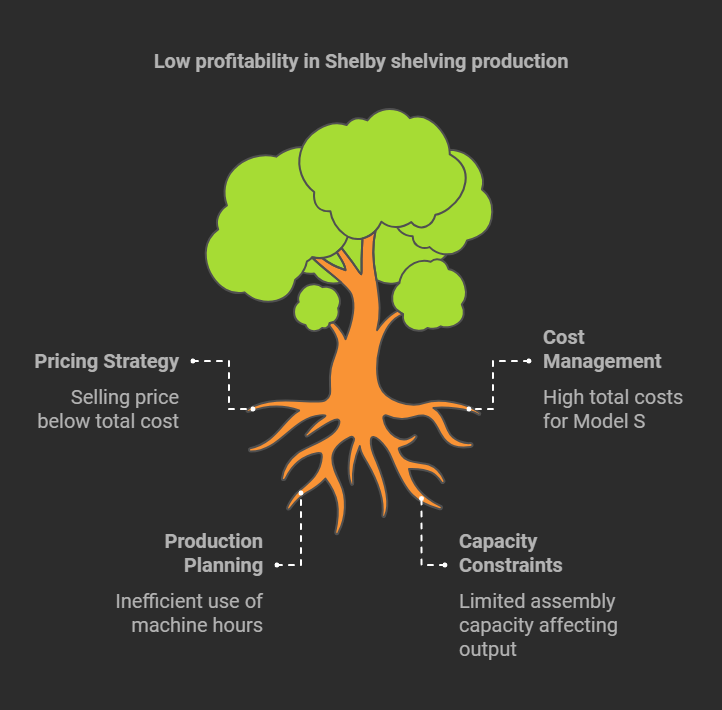 Low profitability in Shelby shelving production
Pricing Strategy
Selling price
below total cost
Cost
Management
High total costs
for Model S
Production
Planning
Inefficient use of
machine hours
Capacity
Constraints
Limited assembly
capacity affecting
output